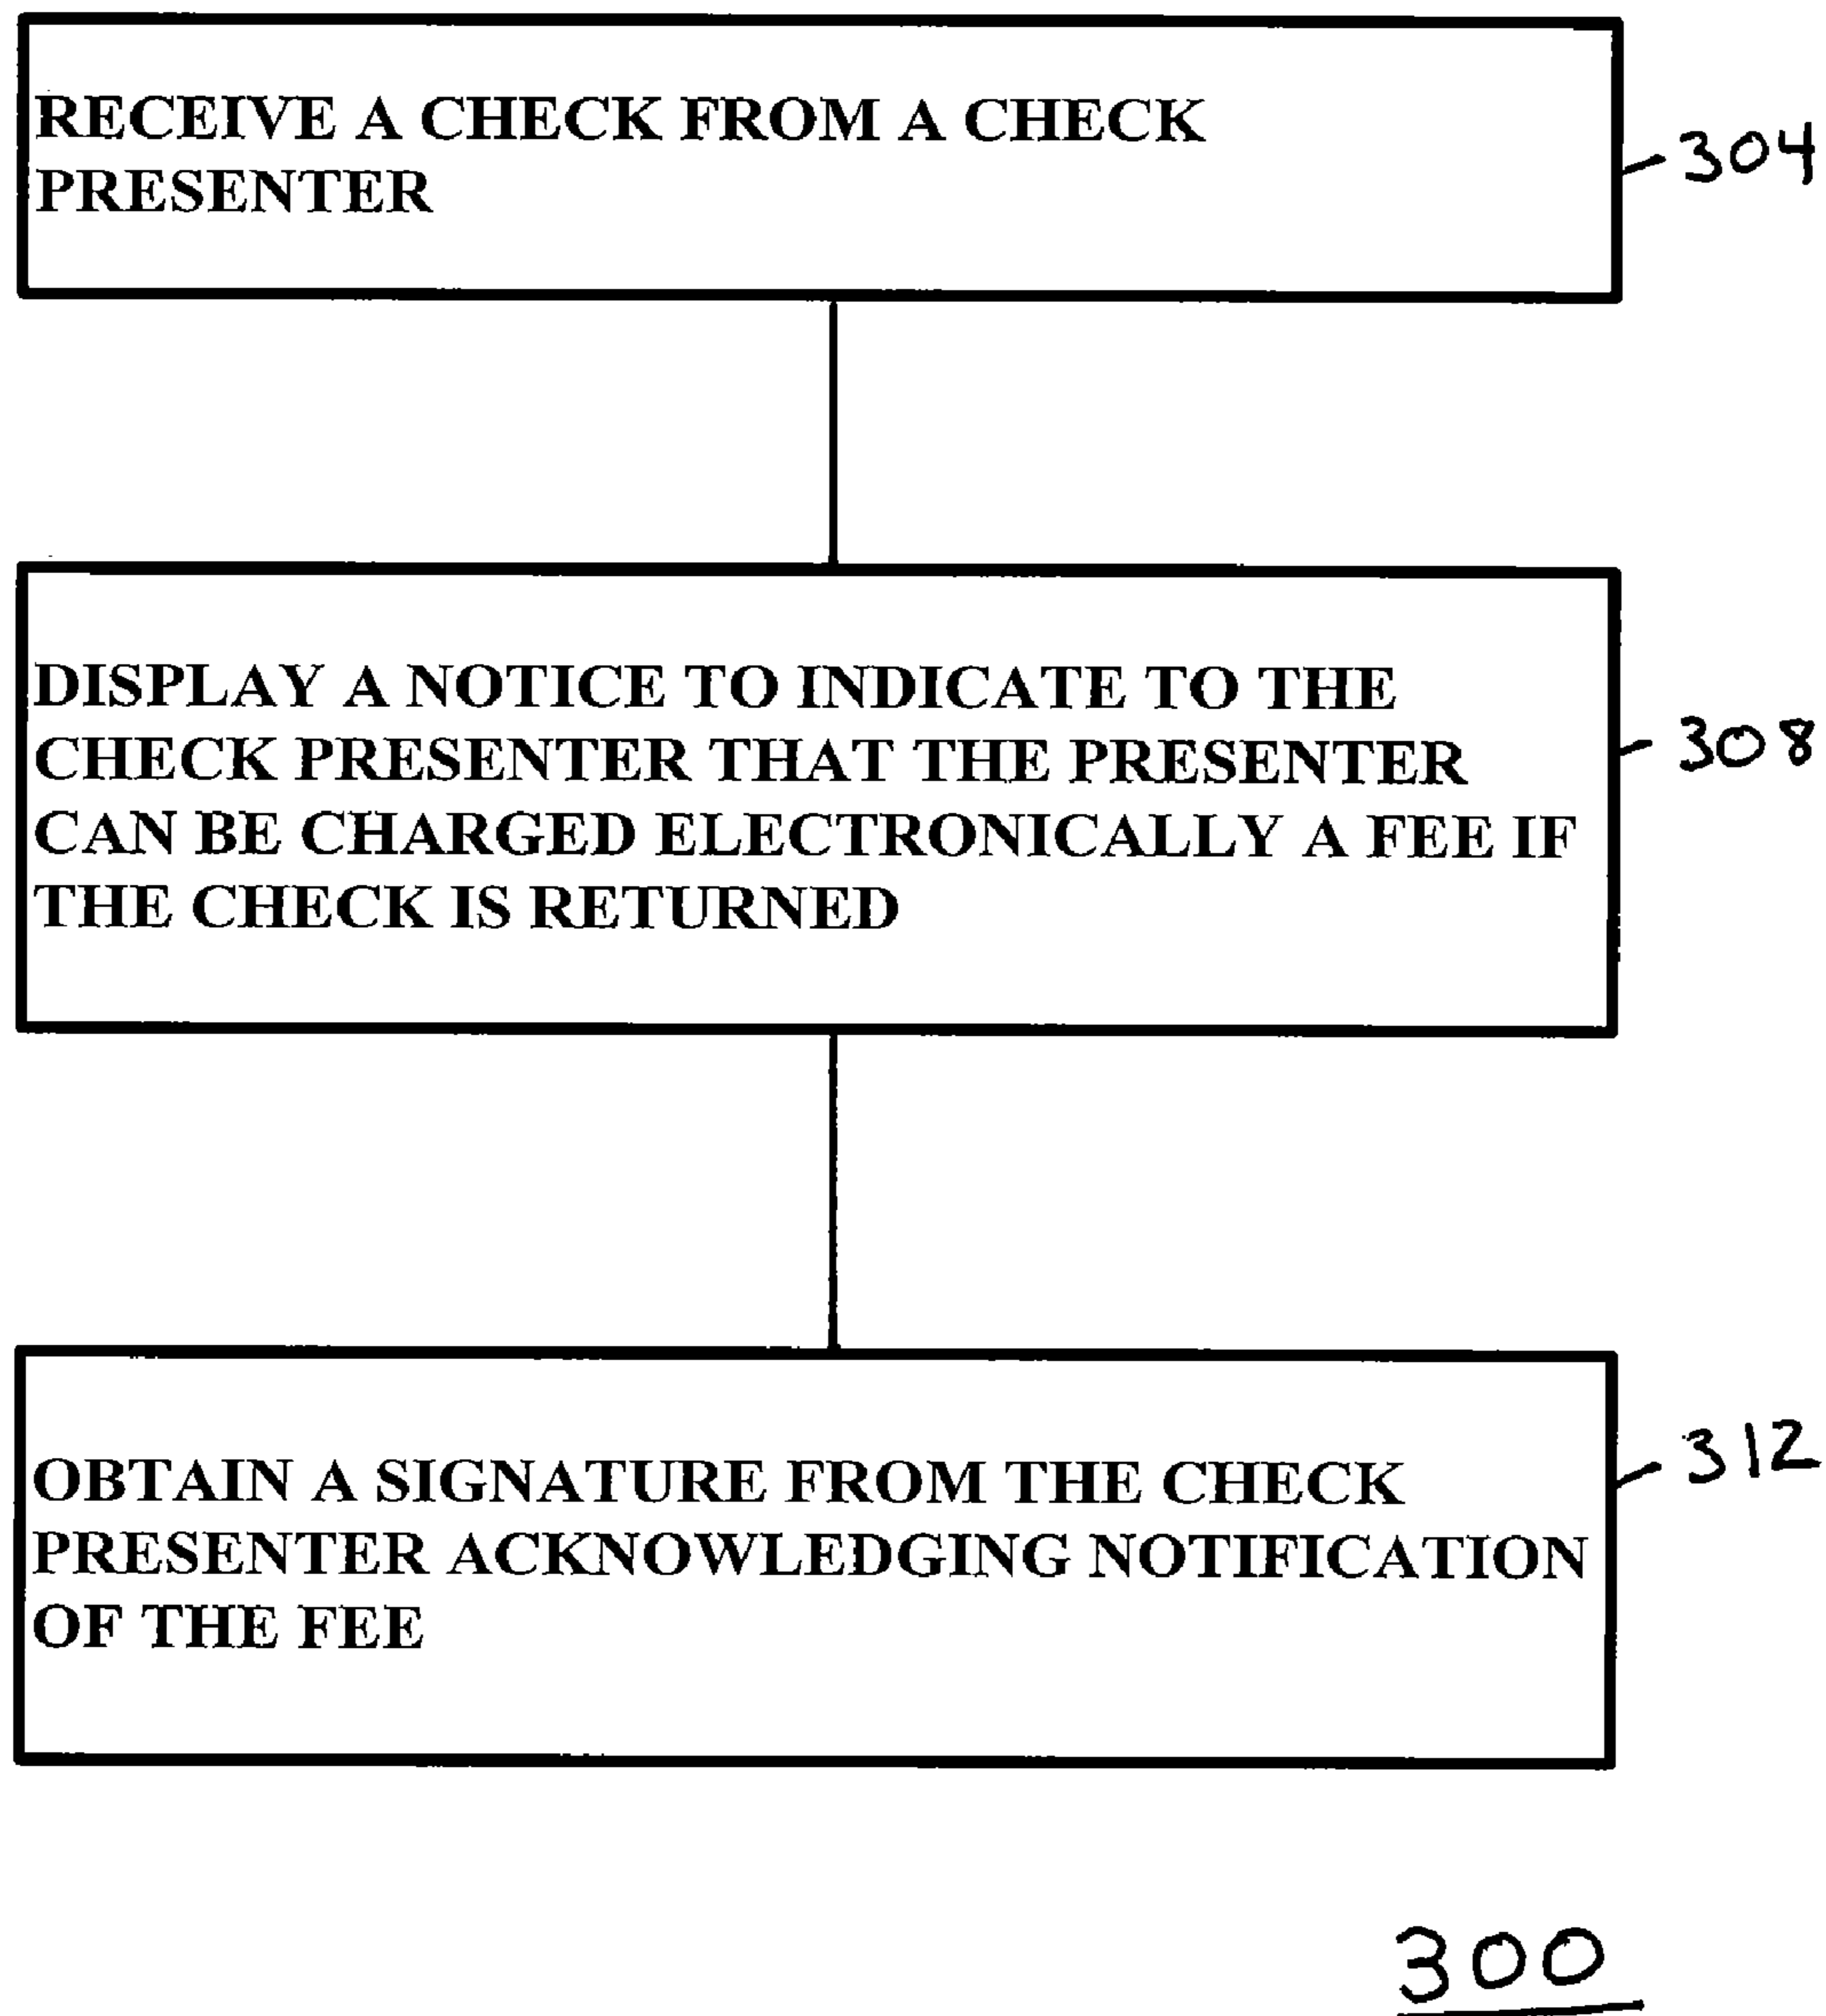 RECEIVE A CHECK FROM A CHECK
PRESENTER
304
DISPLAY A NOTICE TO INDICATE TO THE
CHECK PRESENTER THAT THE PRESENTER
CAN BE CHARGED ELECTRONICALLY A FEE IF
THE CHECK IS RETURNED
308
OBTAIN A SIGNATURE FROM THE CHECK
PRESENTER ACKNOWLEDGING NOTIFICATION
OF THE FEE
312
300